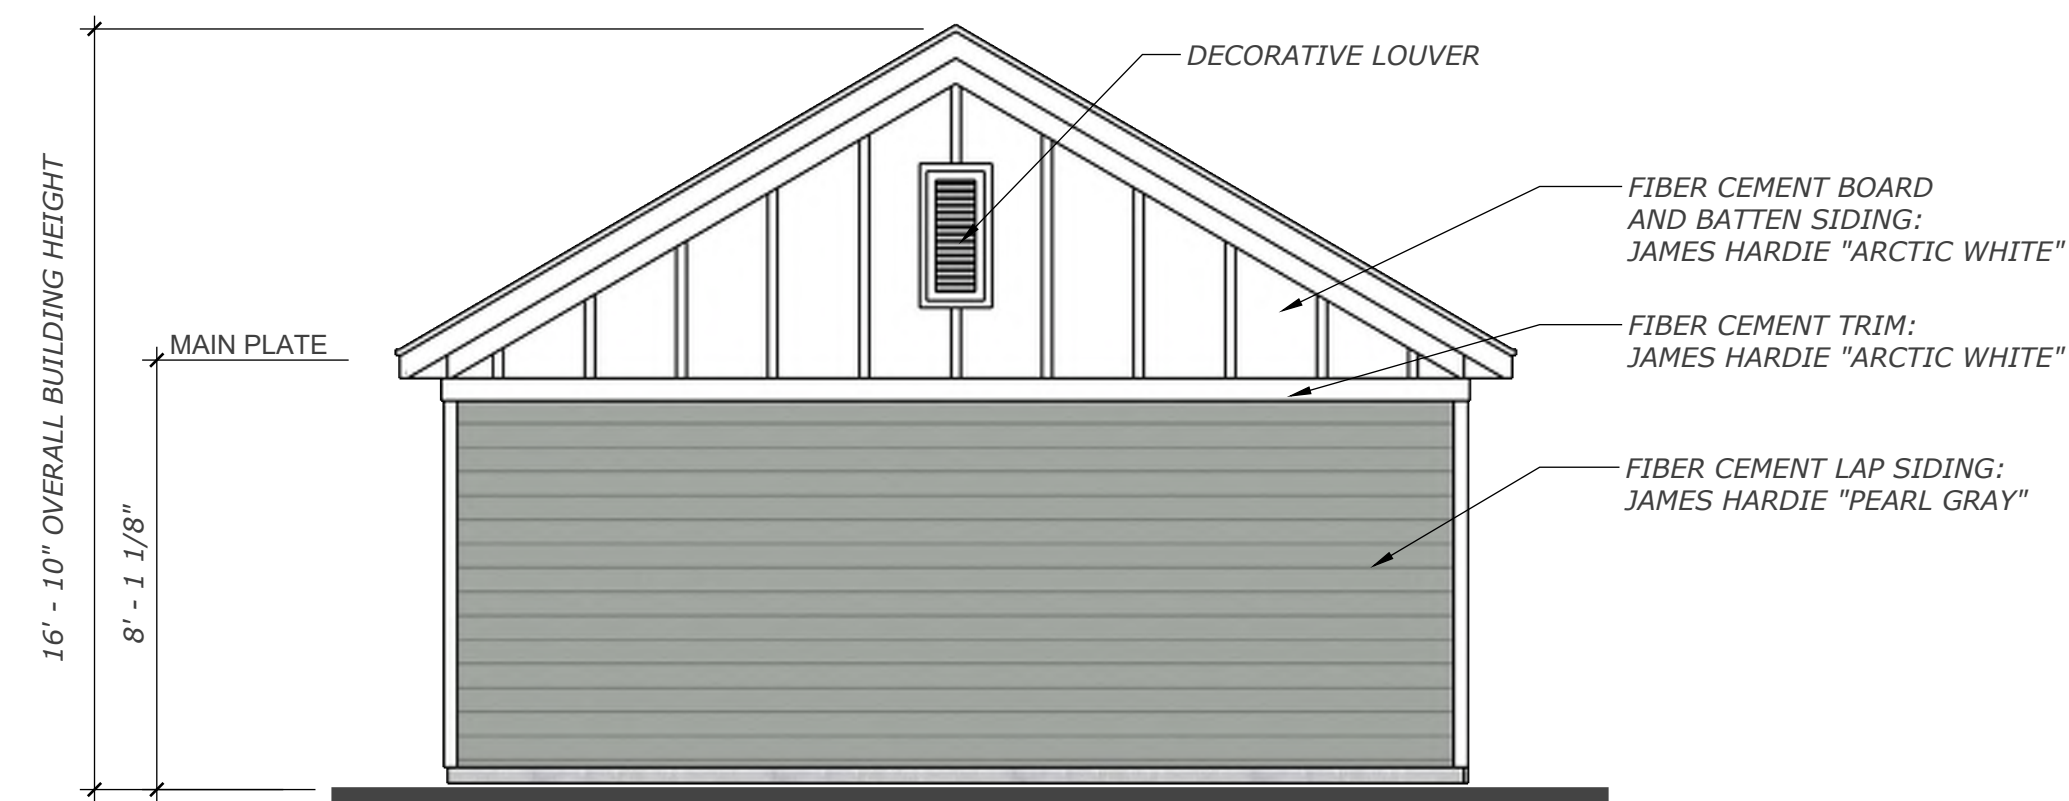 DECORATIVE LOUVER
FIBER CEMENT BOARD
AND BATTEN SIDING:
JAMES HARDIE "ARCTIC WHITE"
FIBER CEMENT TRIM:
JAMES HARDIE "ARCTIC WHITE"
FIBER CEMENT LAP SIDING:
JAMES HARDIE "PEARL GRAY"
MAIN PLATE
16' - 10" OVERALL BUILDING HEIGHT
8' - 1 1/8"